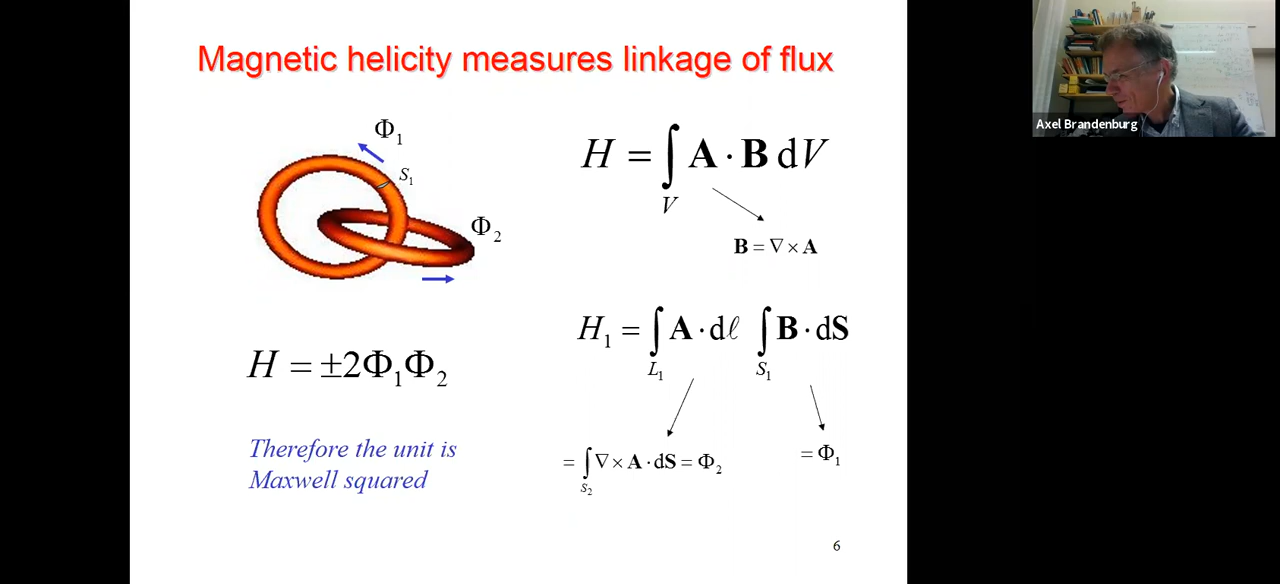 Magnetic helicity measures linkage of flux
Φ₁
S₁
Φ₂
H = ±2Φ₁Φ₂
Therefore the unit is
Maxwell squared
H = ∫_V A · B dV
B = ∇ × A
H₁ = ∫_{L₁} A · dℓ ∫_{S₁} B · dS
= ∫_{S₂} ∇ × A · dS = Φ₂
= Φ₁
6
Axel Brandenburg